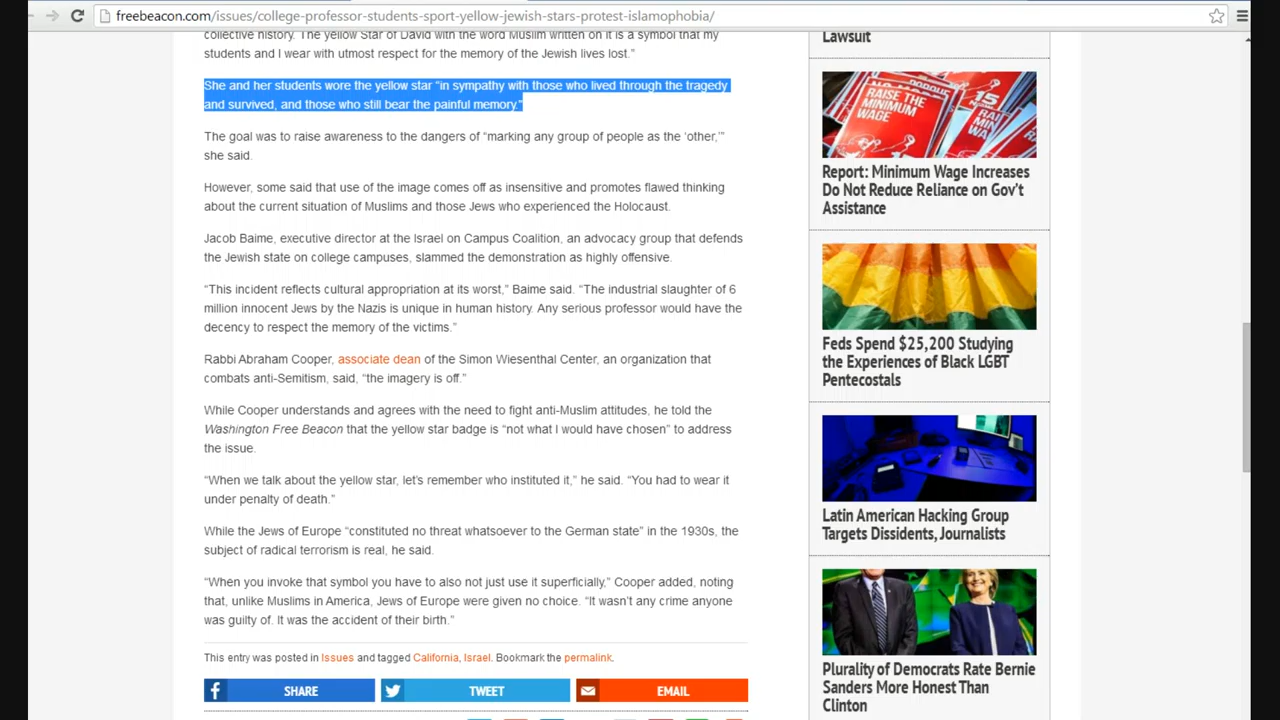 freebeacon.com/issues/college-professor-students-sport-yellow-jewish-stars-protest-islamophobia/
collective history. The yellow Star of David with the word Muslim written on it is a symbol that my
students and I wear with utmost respect for the memory of the Jewish lives lost.”
She and her students wore the yellow star “in sympathy with those who lived through the tragedy
and survived, and those who still bear the painful memory.”
The goal was to raise awareness to the dangers of “marking any group of people as the ‘other,’”
she said.
However, some said that use of the image comes off as insensitive and promotes flawed thinking
about the current situation of Muslims and those Jews who experienced the Holocaust.
Jacob Baime, executive director at the Israel on Campus Coalition, an advocacy group that defends
the Jewish state on college campuses, slammed the demonstration as highly offensive.
“This incident reflects cultural appropriation at its worst,” Baime said. “The industrial slaughter of 6
million innocent Jews by the Nazis is unique in human history. Any serious professor would have the
decency to respect the memory of the victims.”
Rabbi Abraham Cooper, associate dean of the Simon Wiesenthal Center, an organization that
combats anti-Semitism, said, “the imagery is off.”
While Cooper understands and agrees with the need to fight anti-Muslim attitudes, he told the
Washington Free Beacon that the yellow star badge is “not what I would have chosen” to address
the issue.
“When we talk about the yellow star, let’s remember who instituted it,” he said. “You had to wear it
under penalty of death.”
While the Jews of Europe “constituted no threat whatsoever to the German state” in the 1930s, the
subject of radical terrorism is real, he said.
“When you invoke that symbol you have to also not just use it superficially,” Cooper added, noting
that, unlike Muslims in America, Jews of Europe were given no choice. “It wasn’t any crime anyone
was guilty of. It was the accident of their birth.”
This entry was posted in Issues and tagged California, Israel. Bookmark the permalink.
SHARE
TWEET
EMAIL
Lawsuit
RAISE THE
MINIMUM
WAGE
15
Report: Minimum Wage Increases
Do Not Reduce Reliance on Gov’t
Assistance
Feds Spend $25,200 Studying
the Experiences of Black LGBT
Pentecostals
Latin American Hacking Group
Targets Dissidents, Journalists
Plurality of Democrats Rate Bernie
Sanders More Honest Than
Clinton